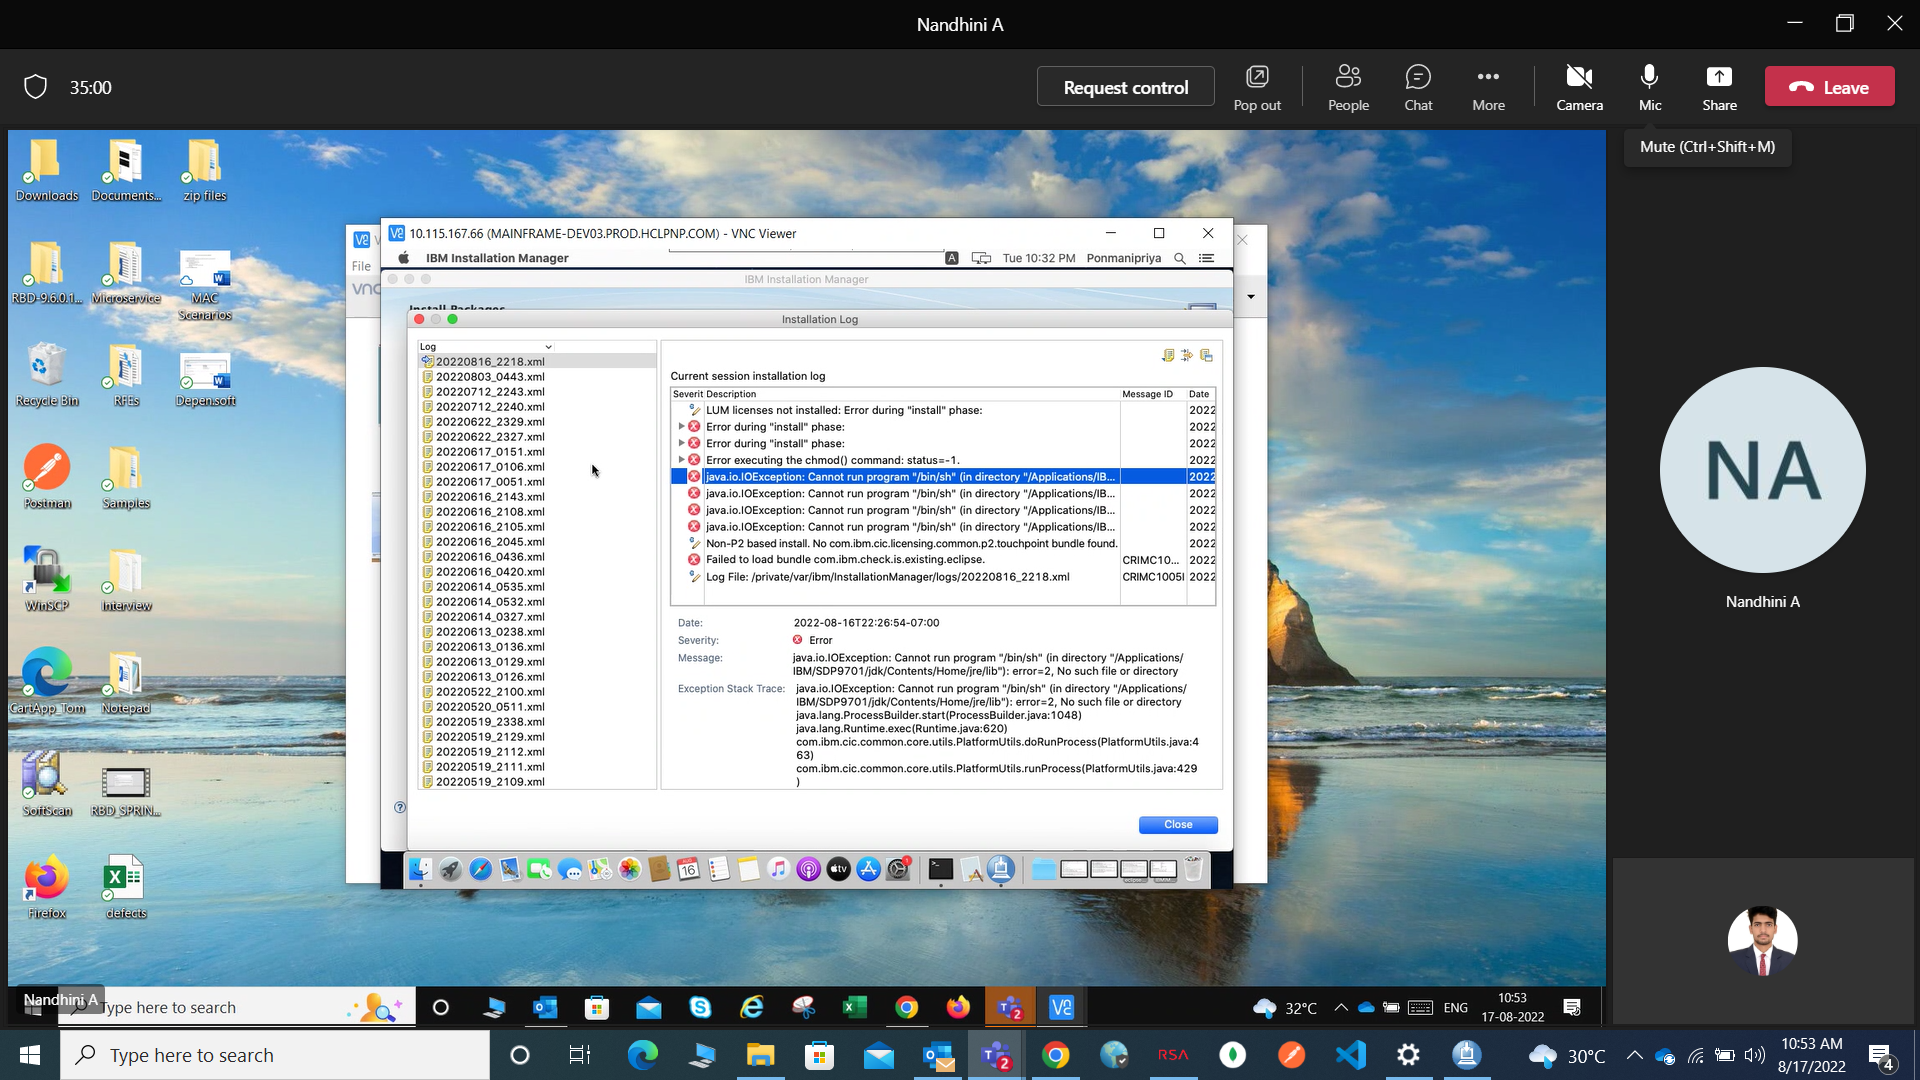 Nandhini A
35:00
Request control
Pop out
People
Chat
More
Camera
Mic
Share
Leave
Mute (Ctrl+Shift+M)
Downloads
Documents...
zip files
RBD-9.6.0.1...
Microservice
MAC Scenarios
Recycle Bin
RFEs
Depen.soft
Postman
Samples
WinSCP
Interview
CartApp_Tom
Notepad
SoftScan
RBD_SPRIN...
Firefox
defects
File
10.115.167.66 (MAINFRAME-DEV03.PROD.HCLPNP.COM) - VNC Viewer
IBM Installation Manager
Tue 10:32 PM Ponmanipriya
IBM Installation Manager
Install Packages
Installation Log
Log
20220816_2218.xml
20220803_0443.xml
20220712_2243.xml
20220712_2240.xml
20220622_2329.xml
20220622_2327.xml
20220617_0151.xml
20220617_0106.xml
20220617_0051.xml
20220616_2143.xml
20220616_2108.xml
20220616_2105.xml
20220616_2045.xml
20220616_0436.xml
20220616_0420.xml
20220614_0535.xml
20220614_0532.xml
20220614_0327.xml
20220613_0238.xml
20220613_0136.xml
20220613_0129.xml
20220613_0126.xml
20220522_2100.xml
20220520_0511.xml
20220519_2338.xml
20220519_2129.xml
20220519_2112.xml
20220519_2111.xml
20220519_2109.xml
Current session installation log
Severit Description Message ID Date
LUM licenses not installed: Error during "install" phase: 2022
Error during "install" phase: 2022
Error during "install" phase: 2022
Error executing the chmod() command: status=-1. 2022
java.io.IOException: Cannot run program "/bin/sh" (in directory "/Applications/IB... 2022
java.io.IOException: Cannot run program "/bin/sh" (in directory "/Applications/IB... 2022
java.io.IOException: Cannot run program "/bin/sh" (in directory "/Applications/IB... 2022
java.io.IOException: Cannot run program "/bin/sh" (in directory "/Applications/IB... 2022
Non-P2 based install. No com.ibm.cic.licensing.common.p2.touchpoint bundle found. 2022
Failed to load bundle com.ibm.check.is.existing.eclipse. CRIMC10... 2022
Log File: /private/var/ibm/InstallationManager/logs/20220816_2218.xml CRIMC1005I 2022
Date: 2022-08-16T22:26:54-07:00
Severity: Error
Message: java.io.IOException: Cannot run program "/bin/sh" (in directory "/Applications/
IBM/SDP9701/jdk/Contents/Home/jre/lib"): error=2, No such file or directory
Exception Stack Trace: java.io.IOException: Cannot run program "/bin/sh" (in directory "/Applications/
IBM/SDP9701/jdk/Contents/Home/jre/lib"): error=2, No such file or directory
java.lang.ProcessBuilder.start(ProcessBuilder.java:1048)
java.lang.Runtime.exec(Runtime.java:620)
com.ibm.cic.common.core.utils.PlatformUtils.doRunProcess(PlatformUtils.java:4
63)
com.ibm.cic.common.core.utils.PlatformUtils.runProcess(PlatformUtils.java:429
)
Close
NA
Nandhini A
Nandhini A
Type here to search
32°C
ENG
10:53
17-08-2022
Type here to search
RSA
30°C
10:53 AM
8/17/2022
4